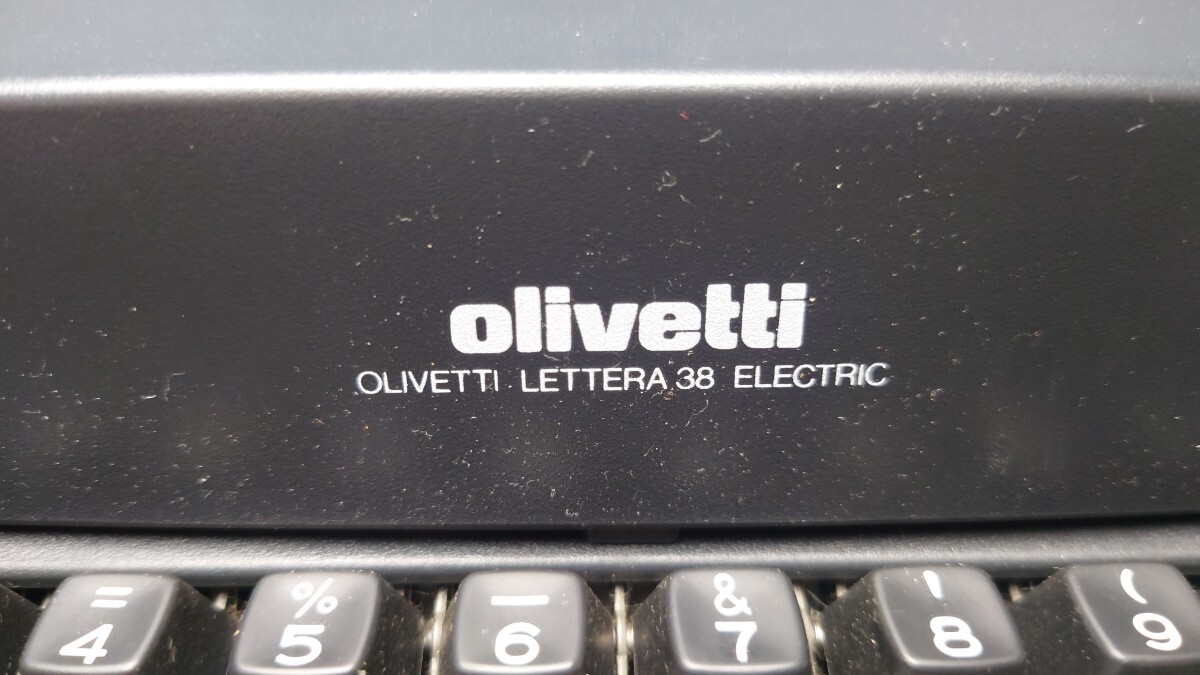 olivetti
OLIVETTI LETTERA 38 ELECTRIC
= % _ & ' (
4 5 6 7 8 9